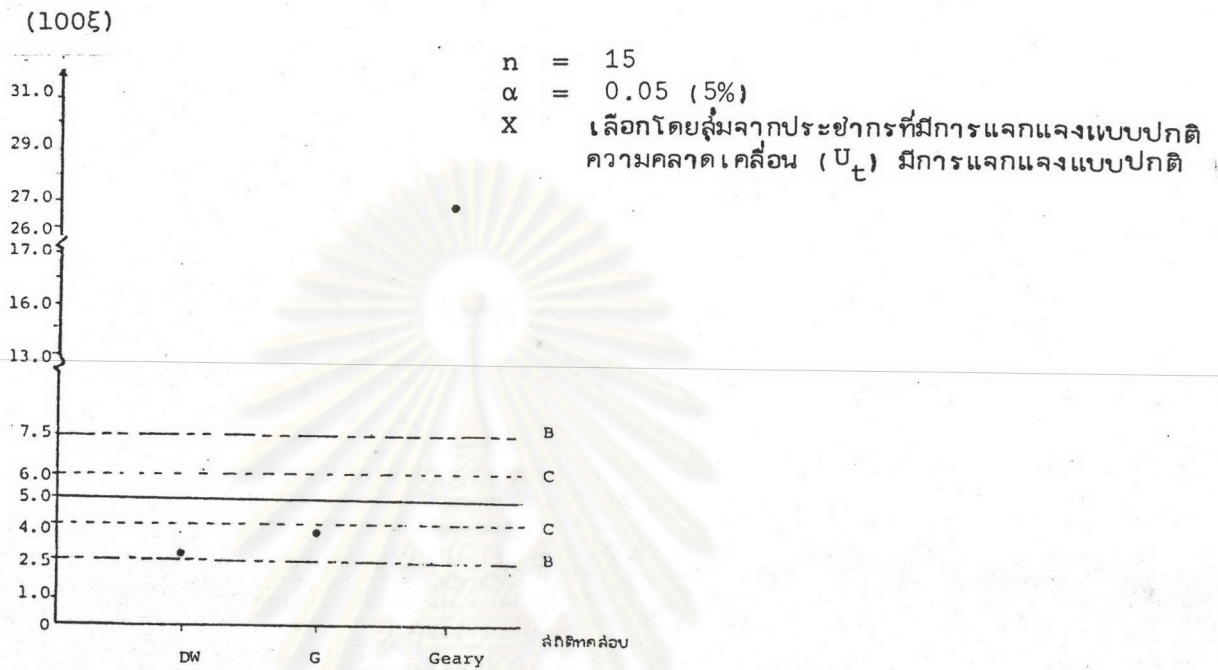 (100ξ)
n = 15
α = 0.05 (5%)
X เลือกโดยสุ่มจากประชากรที่มีการแจกแจงแบบปกติ
ความคลาดเคลื่อน (U_t) มีการแจกแจงแบบปกติ
31.0
29.0
27.0
26.0
17.0
16.0
13.0
7.5 B
6.0 C
5.0
4.0 C
2.5 B
1.0
0
สถิติทดสอบ
DW G Geary